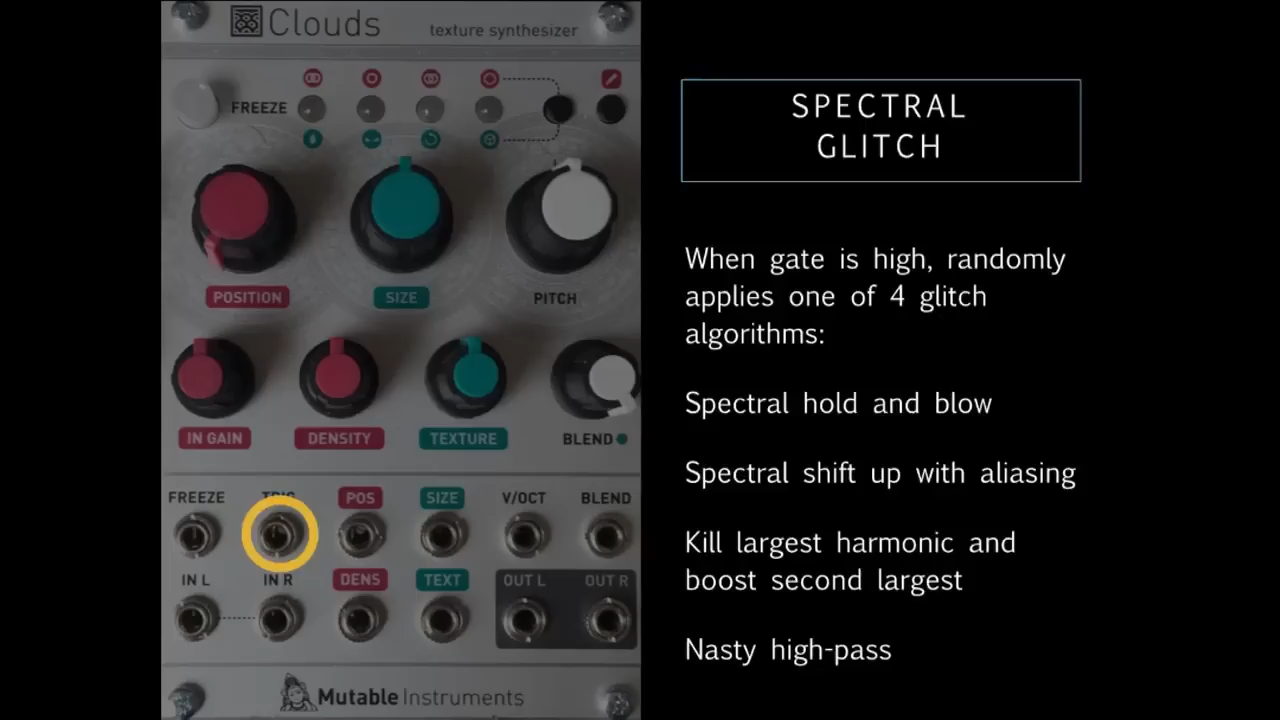 Clouds
texture synthesizer
FREEZE
POSITION
SIZE
PITCH
IN GAIN
DENSITY
TEXTURE
BLEND
FREEZE
TRIG
POS
SIZE
V/OCT
BLEND
IN L
IN R
DENS
TEXT
OUT L
OUT R
Mutable Instruments
SPECTRAL
GLITCH
When gate is high, randomly
applies one of 4 glitch
algorithms:
Spectral hold and blow
Spectral shift up with aliasing
Kill largest harmonic and
boost second largest
Nasty high-pass